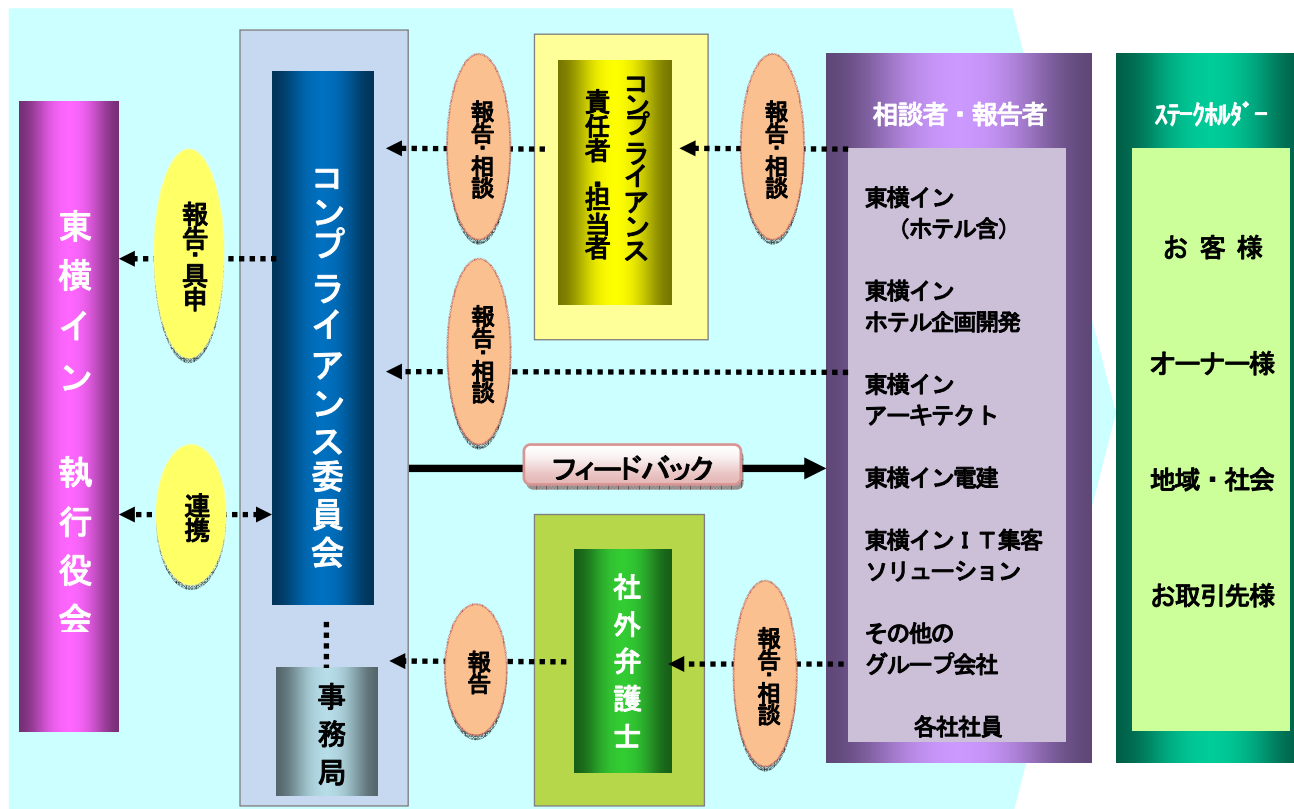 東横イン 執行役会
報告・具申
連携
コンプライアンス委員会
事務局
報告・相談
報告・相談
フィードバック
報告
コンプライアンス
責任者・担当者
社外弁護士
報告・相談
報告・相談
相談者・報告者
東横イン
（ホテル含）
東横イン
ホテル企画開発
東横イン
アーキテクト
東横イン電建
東横インＩＴ集客
ソリューション
その他の
グループ会社
各社社員
ｽﾃｰｸﾎﾙﾀﾞｰ
お客様
オーナー様
地域・社会
お取引先様